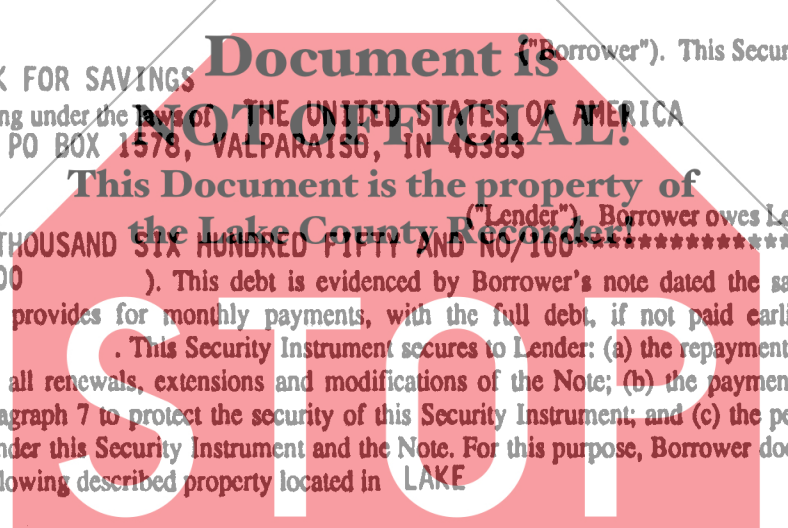 Document is
("Borrower"). This Secur
K FOR SAVINGS
ng under the laws of THE UNITED STATES OF AMERICA
NOT OFFICIAL!
PO BOX 1578, VALPARAISO, IN 46383
This Document is the property of
("Lender"). Borrower owes Le
the Lake County Recorder!
THOUSAND SIX HUNDRED FIFTY AND NO/100****************
00 ). This debt is evidenced by Borrower's note dated the sa
provides for monthly payments, with the full debt, if not paid earli
. This Security Instrument secures to Lender: (a) the repayment
all renewals, extensions and modifications of the Note; (b) the paymen
agraph 7 to protect the security of this Security Instrument; and (c) the pe
nder this Security Instrument and the Note. For this purpose, Borrower doe
lowing described property located in LAKE
STOP